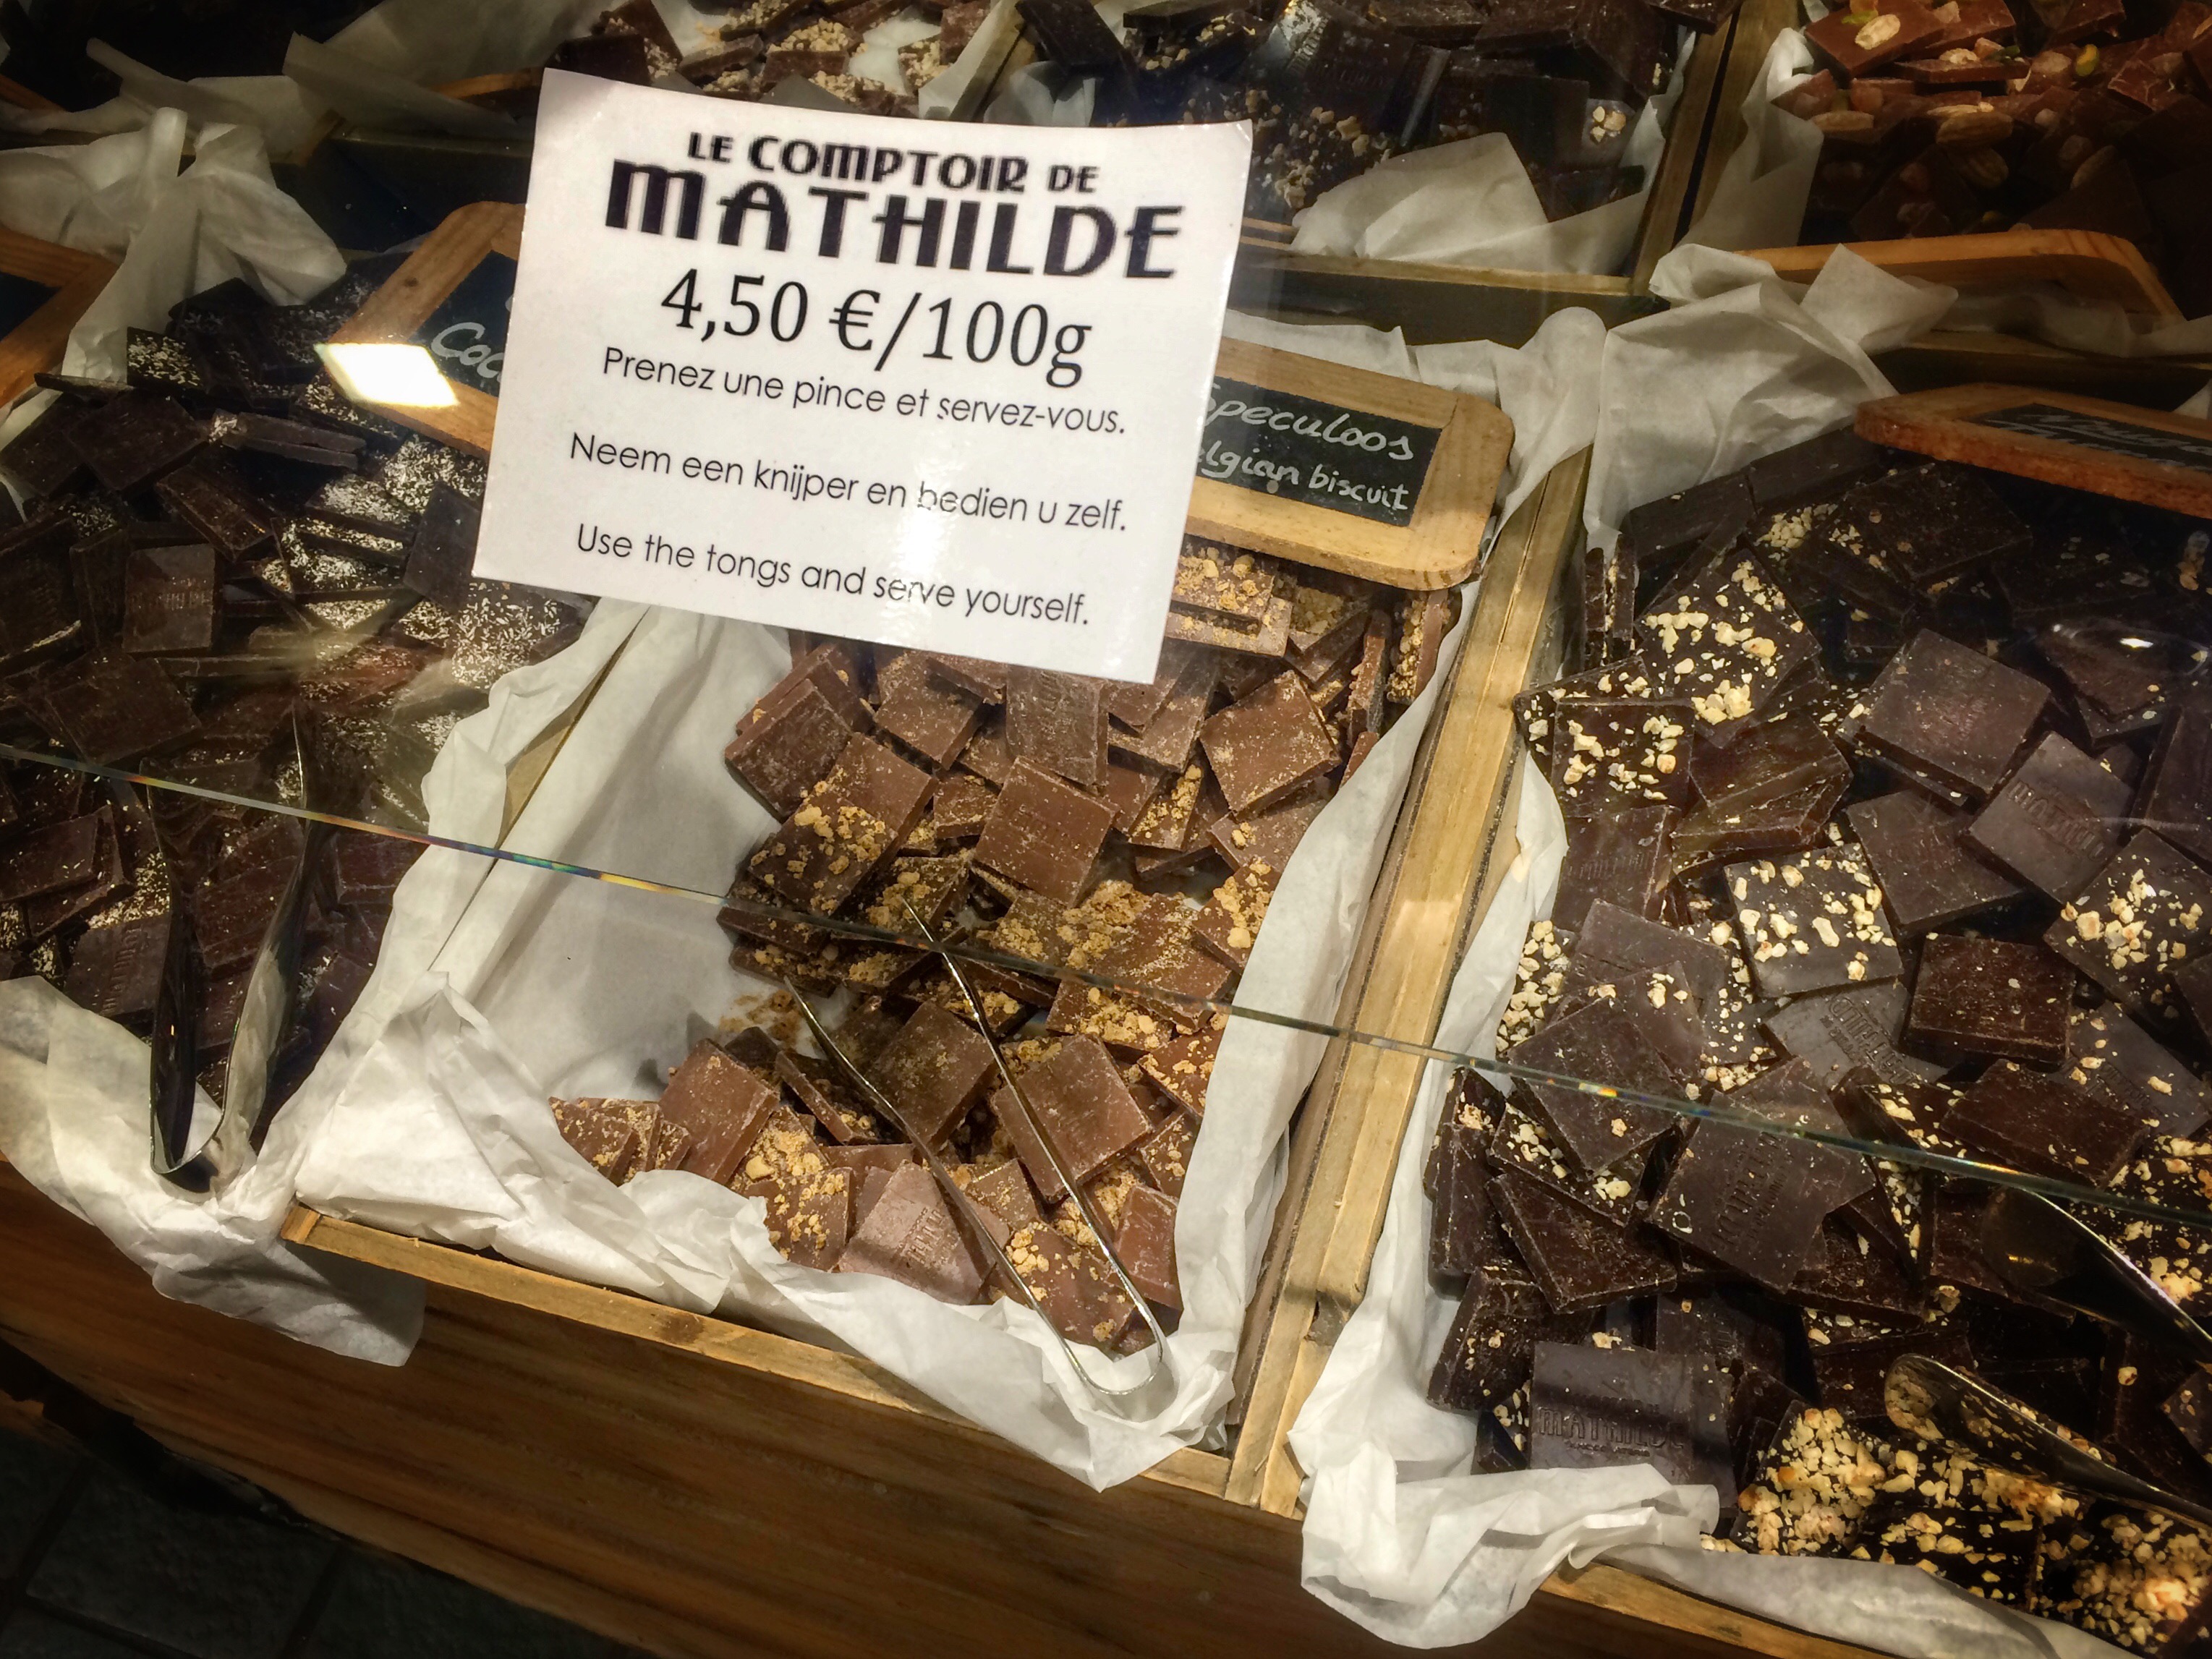 LE COMPTOIR DE
MATHILDE
4,50 €/100g
Prenez une pince et servez-vous.
Neem een knijper en bedien u zelf.
Use the tongs and serve yourself.
Speculoos
elgian biscuit
MATHILDE